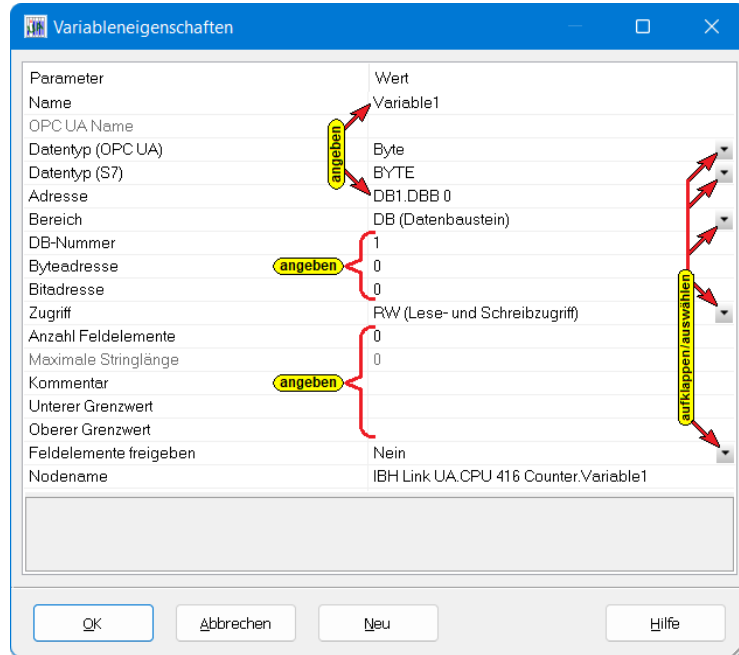 Variableneigenschaften
Parameter Wert
Name Variable1
OPC UA Name
Datentyp (OPC UA) Byte
Datentyp (S7) BYTE
angeben
Adresse DB1.DBB 0
Bereich DB (Datenbaustein)
DB-Nummer 1
Byteadresse angeben 0
Bitadresse 0
Zugriff RW (Lese- und Schreibzugriff)
aufklappen/auswählen
Anzahl Feldelemente 0
Maximale Stringlänge 0
Kommentar angeben
Unterer Grenzwert
Oberer Grenzwert
Feldelemente freigeben Nein
Nodename IBH Link UA.CPU 416 Counter.Variable1
OK Abbrechen Neu Hilfe